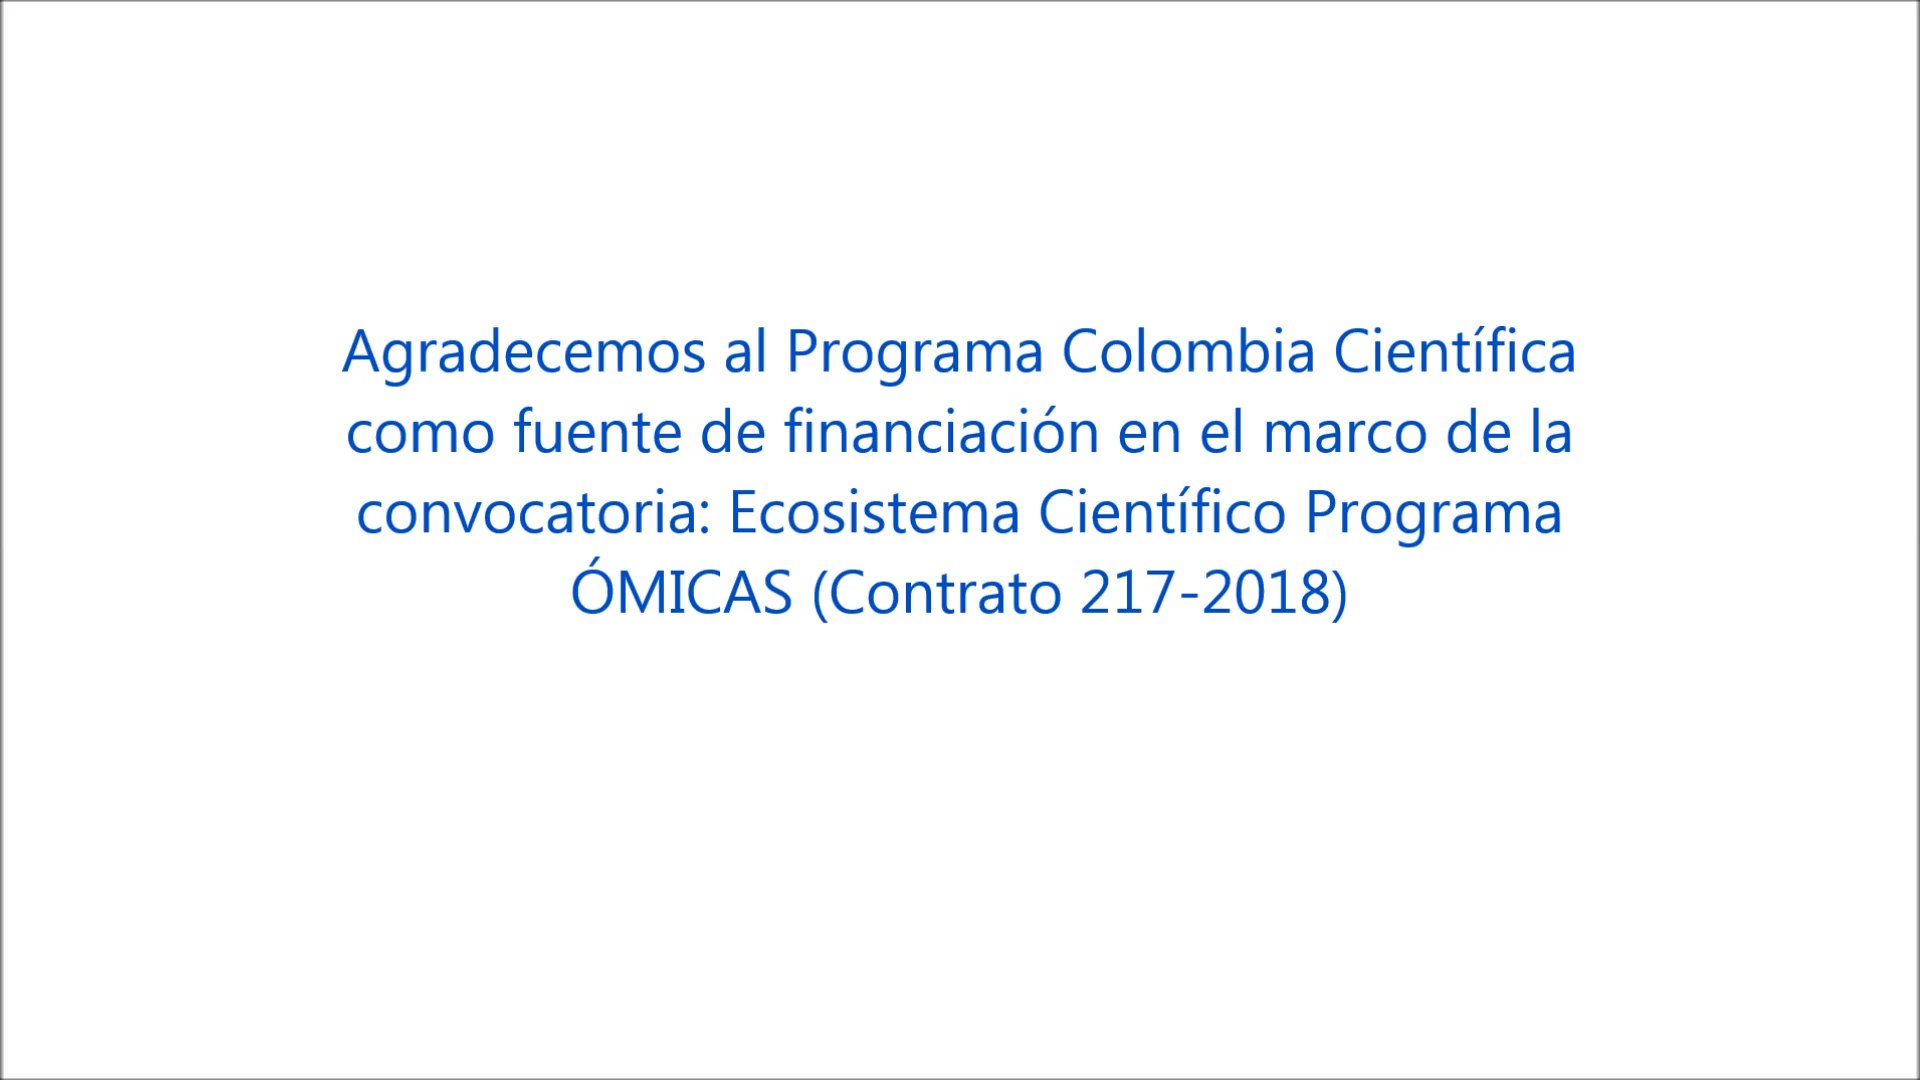 Agradecemos al Programa Colombia Científica
como fuente de financiación en el marco de la
convocatoria: Ecosistema Científico Programa
ÓMICAS (Contrato 217-2018)